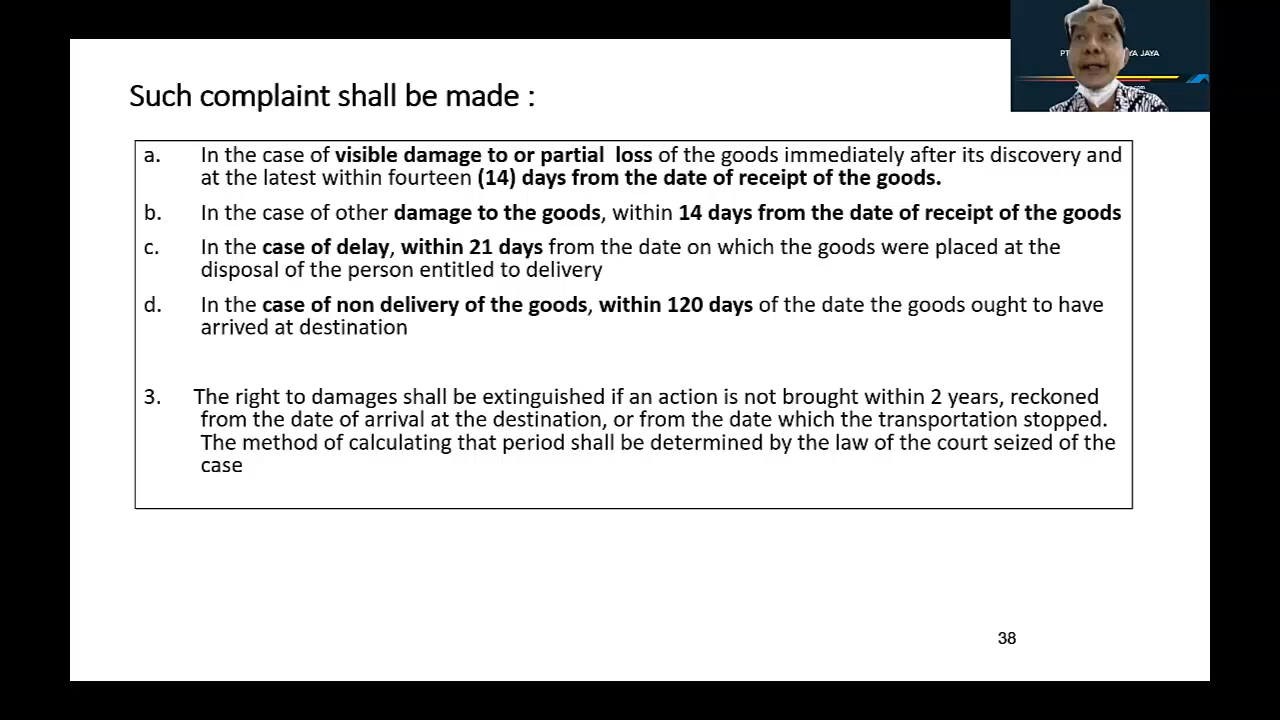 PT
YA JAYA
Such complaint shall be made :
a. In the case of visible damage to or partial loss of the goods immediately after its discovery and
at the latest within fourteen (14) days from the date of receipt of the goods.
b. In the case of other damage to the goods, within 14 days from the date of receipt of the goods
c. In the case of delay, within 21 days from the date on which the goods were placed at the
disposal of the person entitled to delivery
d. In the case of non delivery of the goods, within 120 days of the date the goods ought to have
arrived at destination
3. The right to damages shall be extinguished if an action is not brought within 2 years, reckoned
from the date of arrival at the destination, or from the date which the transportation stopped.
The method of calculating that period shall be determined by the law of the court seized of the
case
38